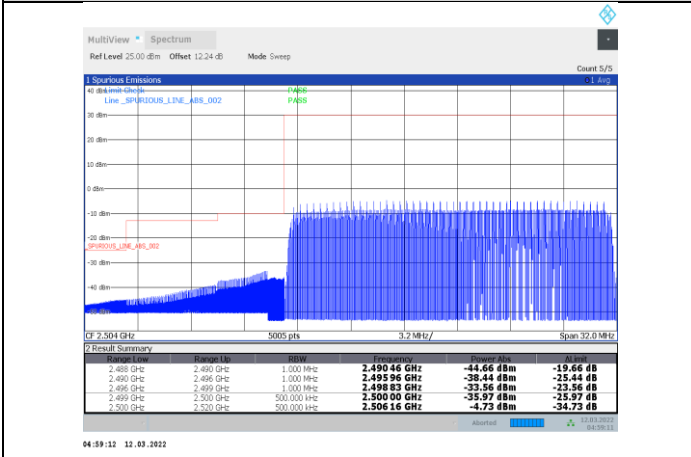 MultiView Spectrum
Ref Level 25.00 dBm Offset 12.24 dB Mode Sweep
Count 5/5
1 Spurious Emissions 1 Avg
40 dBm Limit Check PASS
Line _SPURIOUS_LINE_ABS_002 PASS
30 dBm
20 dBm
10 dBm
0 dBm
-10 dBm
-20 dBm
_SPURIOUS_LINE_ABS_002
-30 dBm
-40 dBm
-50 dBm
CF 2.504 GHz 5005 pts 3.2 MHz/ Span 32.0 MHz
2 Result Summary
Range Low Range Up RBW Frequency Power Abs ΔLimit
2.488 GHz 2.490 GHz 1.000 MHz 2.490 46 GHz -44.66 dBm -19.66 dB
2.490 GHz 2.496 GHz 1.000 MHz 2.495 96 GHz -38.44 dBm -25.44 dB
2.496 GHz 2.499 GHz 1.000 MHz 2.498 83 GHz -33.56 dBm -23.56 dB
2.499 GHz 2.500 GHz 500.000 kHz 2.500 00 GHz -35.97 dBm -25.97 dB
2.500 GHz 2.520 GHz 500.000 kHz 2.506 16 GHz -4.73 dBm -34.73 dB
Aborted 12.03.2022
04:59:11
04:59:12 12.03.2022